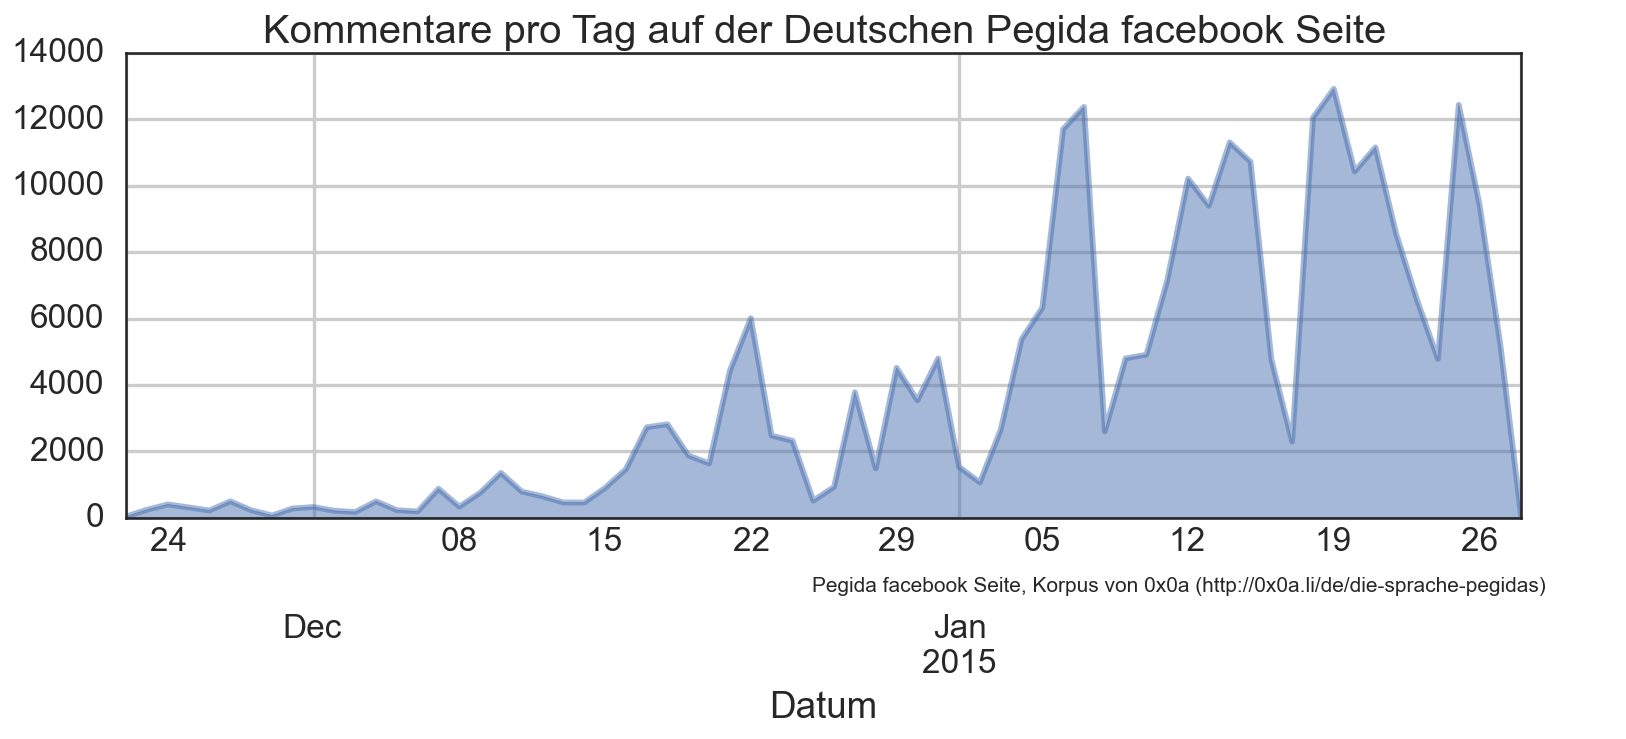 Kommentare pro Tag auf der Deutschen Pegida facebook Seite
14000
12000
10000
8000
6000
4000
2000
0
24 08 15 22 29 05 12 19 26
Pegida facebook Seite, Korpus von 0x0a (http://0x0a.li/de/die-sprache-pegidas)
Dec Jan
2015
Datum